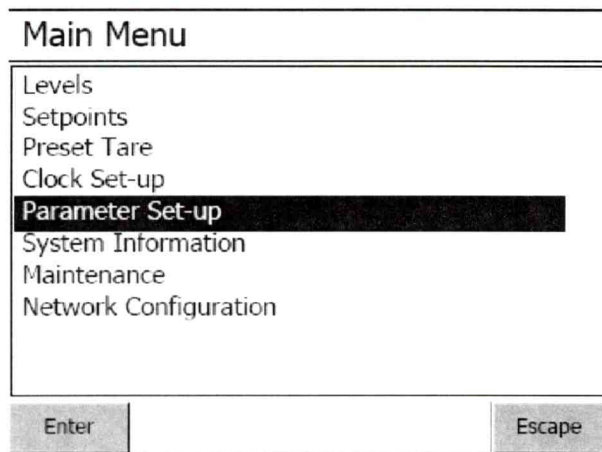 Main Menu
Levels
Setpoints
Preset Tare
Clock Set-up
Parameter Set-up
System Information
Maintenance
Network Configuration
Enter
Escape